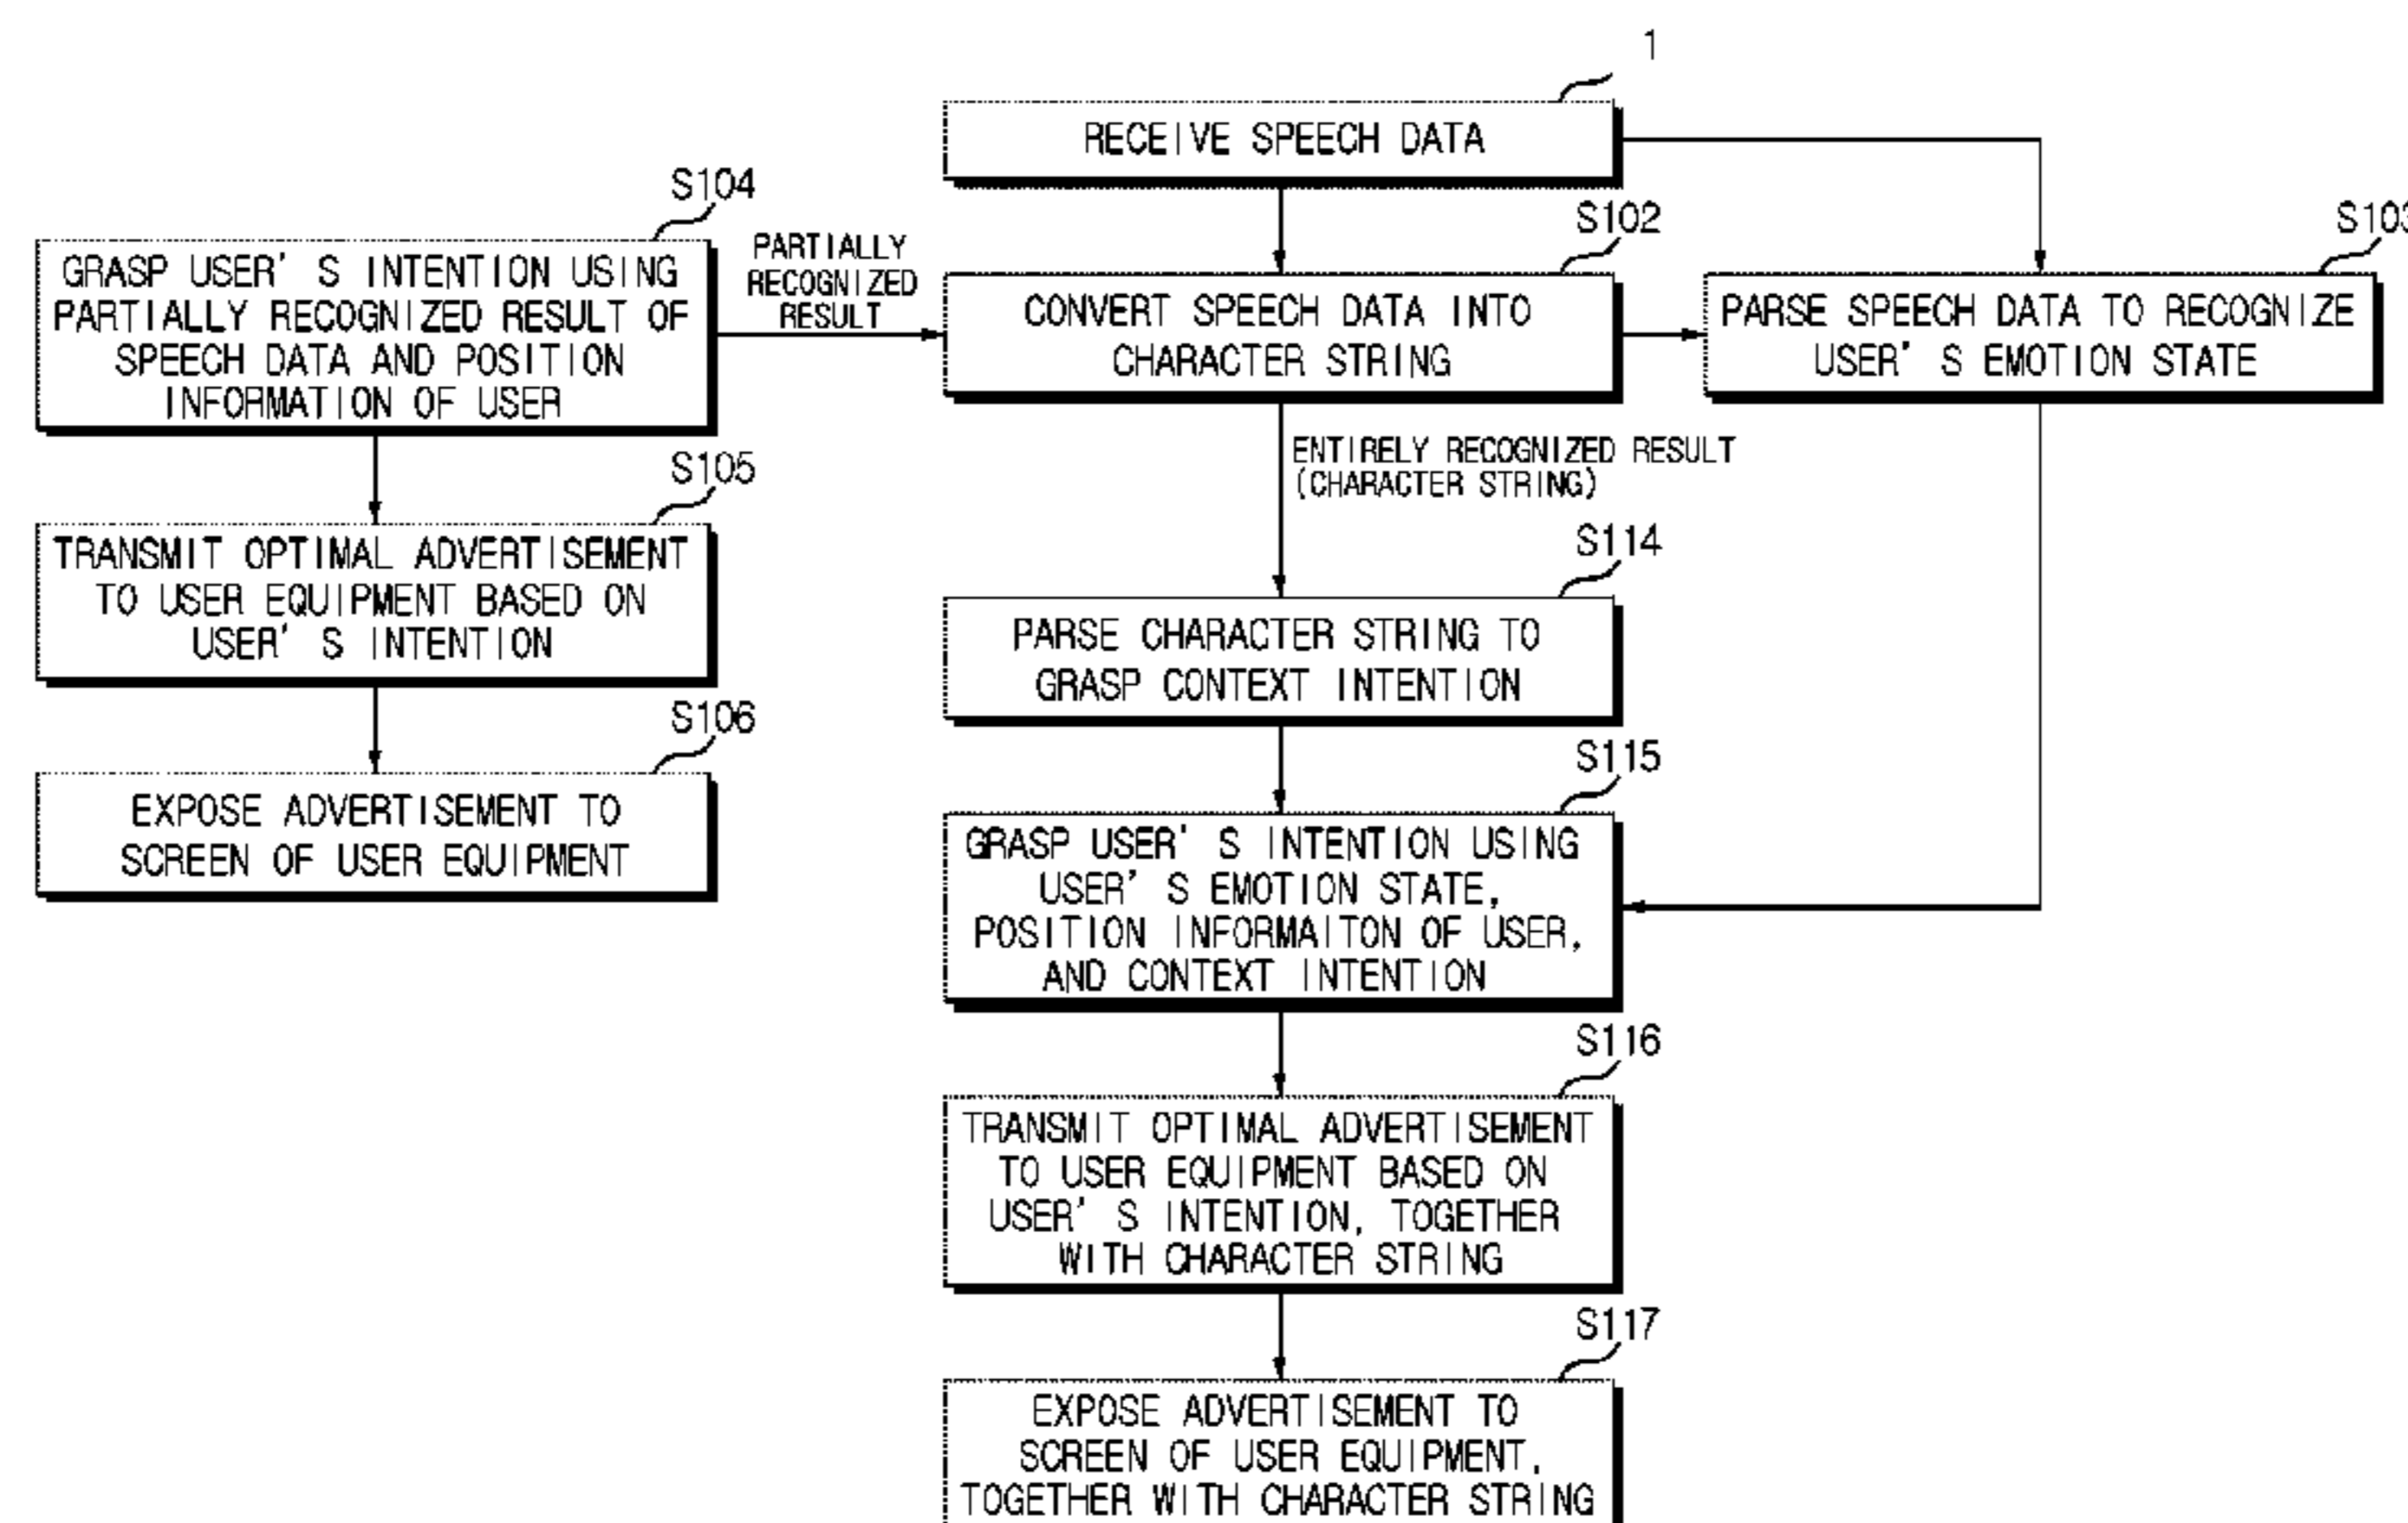 1
RECEIVE SPEECH DATA
S104
GRASP USER'S INTENTION USING
PARTIALLY RECOGNIZED RESULT OF
SPEECH DATA AND POSITION
INFORMATION OF USER
PARTIALLY
RECOGNIZED
RESULT
S102
CONVERT SPEECH DATA INTO
CHARACTER STRING
S103
PARSE SPEECH DATA TO RECOGNIZE
USER'S EMOTION STATE
ENTIRELY RECOGNIZED RESULT
(CHARACTER STRING)
S105
TRANSMIT OPTIMAL ADVERTISEMENT
TO USER EQUIPMENT BASED ON
USER'S INTENTION
S106
EXPOSE ADVERTISEMENT TO
SCREEN OF USER EQUIPMENT
S114
PARSE CHARACTER STRING TO
GRASP CONTEXT INTENTION
S115
GRASP USER'S INTENTION USING
USER'S EMOTION STATE,
POSITION INFORMAITON OF USER,
AND CONTEXT INTENTION
S116
TRANSMIT OPTIMAL ADVERTISEMENT
TO USER EQUIPMENT BASED ON
USER'S INTENTION, TOGETHER
WITH CHARACTER STRING
S117
EXPOSE ADVERTISEMENT TO
SCREEN OF USER EQUIPMENT,
TOGETHER WITH CHARACTER STRING